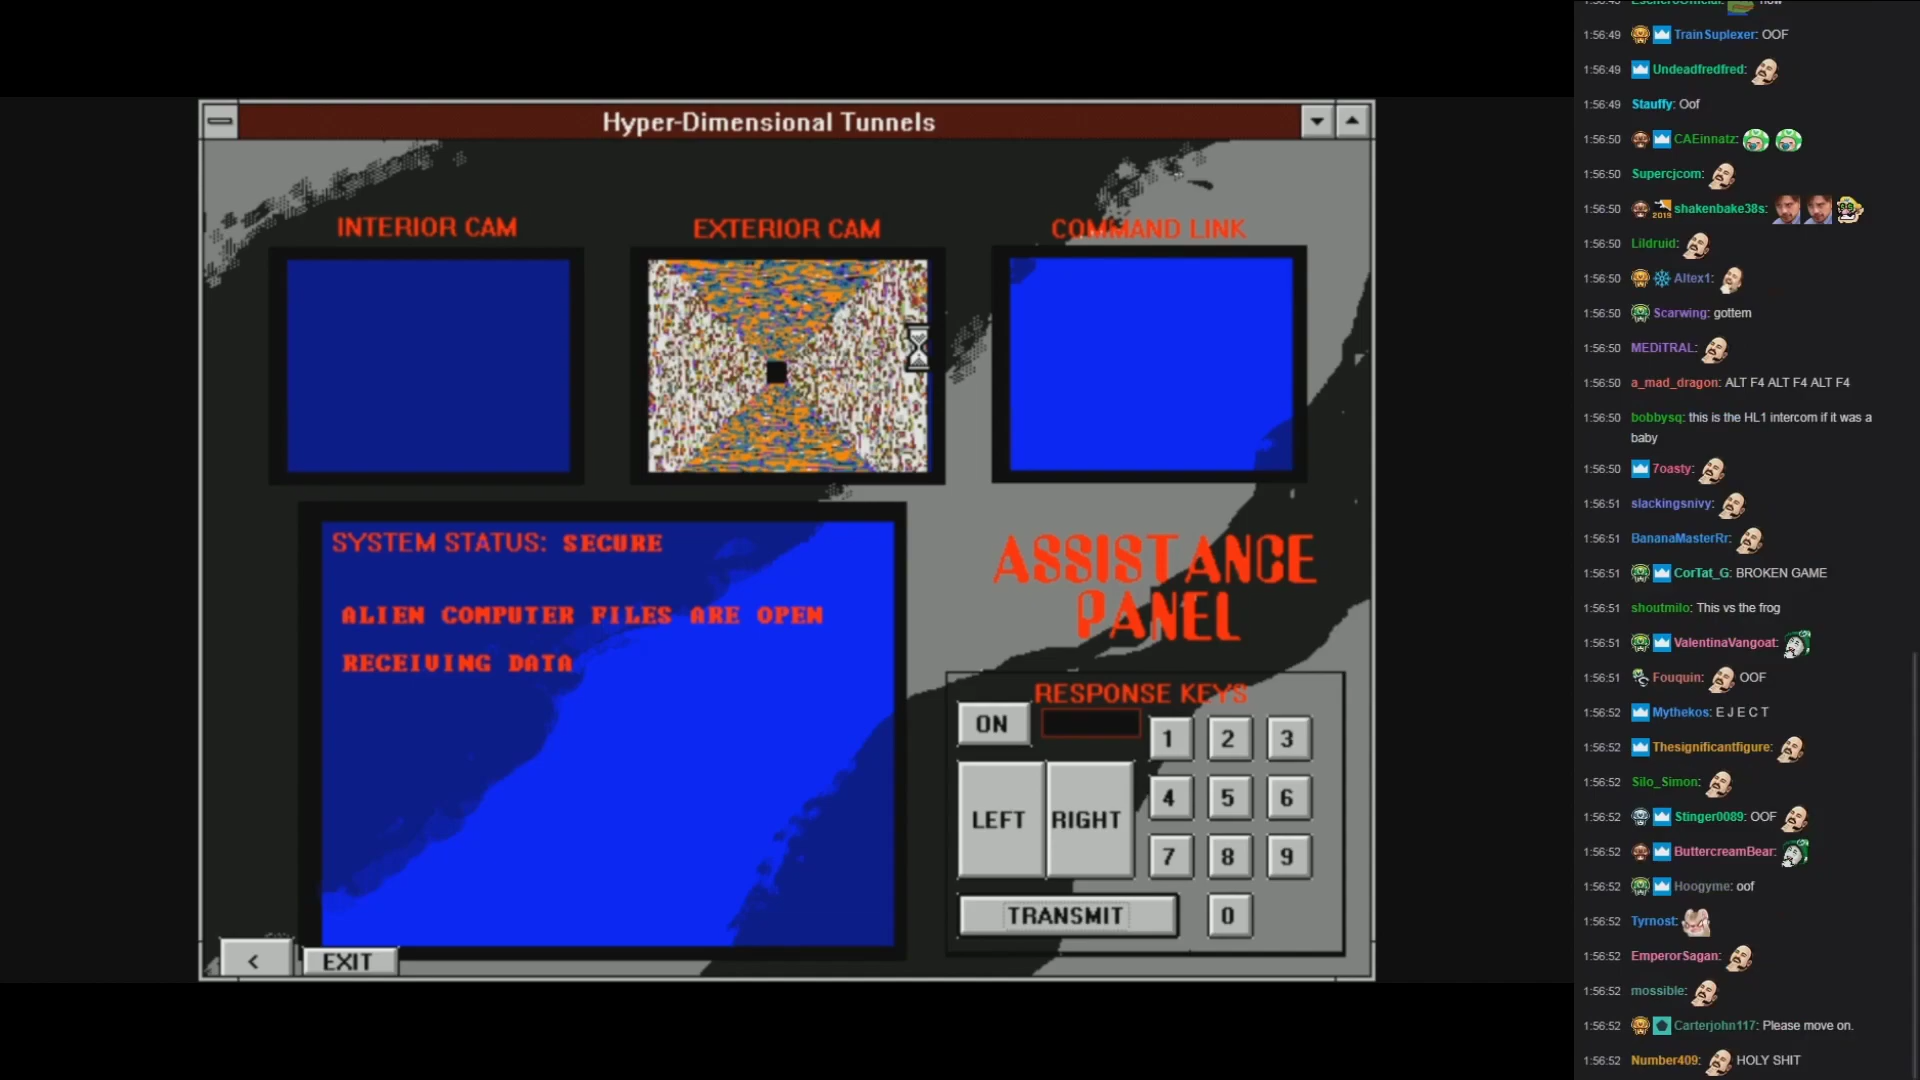 Hyper-Dimensional Tunnels
INTERIOR CAM
EXTERIOR CAM
COMMAND LINK
SYSTEM STATUS: SECURE
ALIEN COMPUTER FILES ARE OPEN
RECEIVING DATA
ASSISTANCE
PANEL
RESPONSE KEYS
ON
1 2 3
LEFT RIGHT
4 5 6
7 8 9
TRANSMIT
0
< EXIT
1:56:49 TrainSuplexer: OOF
1:56:49 Undeadfredfred:
1:56:49 Stauffy: Oof
1:56:50 CAEinnatz:
1:56:50 Supercjcom:
1:56:50 2019 shakenbake38s:
1:56:50 Lildruid:
1:56:50 Altex1:
1:56:50 Scarwing: gottem
1:56:50 MEDiTRAL:
1:56:50 a_mad_dragon: ALT F4 ALT F4 ALT F4
1:56:50 bobbysq: this is the HL1 intercom if it was a
baby
1:56:50 7oasty:
1:56:51 slackingsnivy:
1:56:51 BananaMasterRr:
1:56:51 CorTat_G: BROKEN GAME
1:56:51 shoutmilo: This vs the frog
1:56:51 ValentinaVangoat:
1:56:51 Fouquin: OOF
1:56:52 Mythekos: E J E C T
1:56:52 Thesignificantfigure:
1:56:52 Silo_Simon:
1:56:52 Stinger0089: OOF
1:56:52 ButtercreamBear:
1:56:52 Hoogyme: oof
1:56:52 Tyrnost:
1:56:52 EmperorSagan:
1:56:52 mossible:
1:56:52 Carterjohn117: Please move on.
1:56:52 Number409: HOLY SHIT